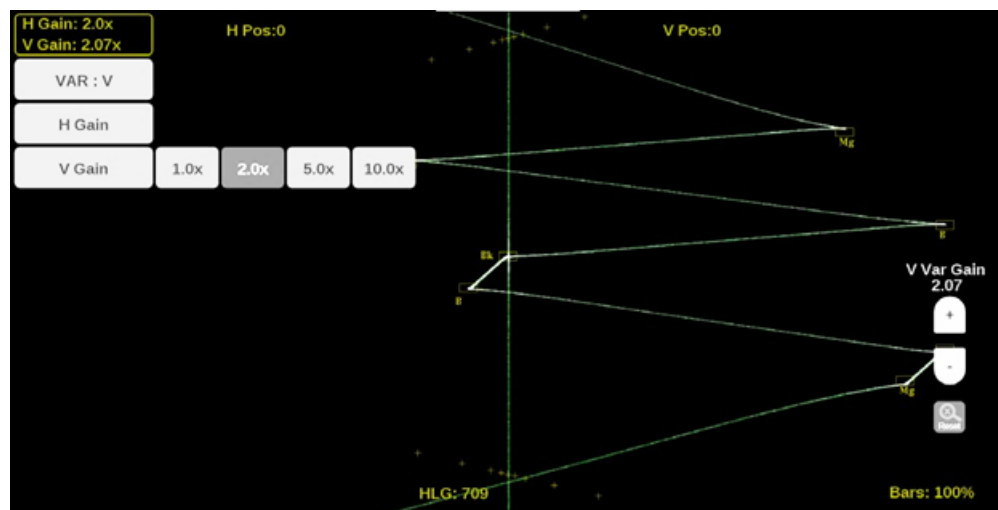 H Gain: 2.0x
V Gain: 2.07x
H Pos:0
V Pos:0
VAR : V
H Gain
V Gain
1.0x
2.0x
5.0x
10.0x
Mg
B
Bk
B
V Var Gain
2.07
+
-
Mg
Reset
HLG: 709
Bars: 100%